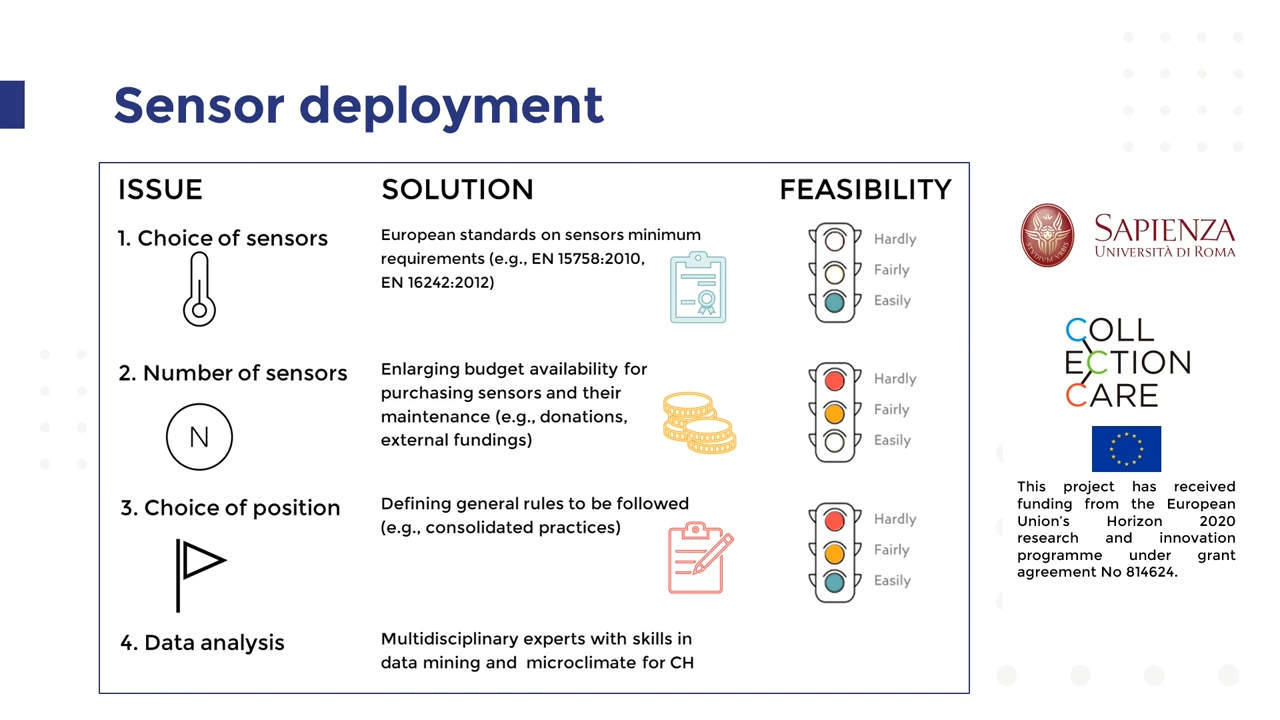 Sensor deployment
ISSUE
SOLUTION
FEASIBILITY
1. Choice of sensors
European standards on sensors minimum
requirements (e.g., EN 15758:2010,
EN 16242:2012)
Hardly
Fairly
Easily
2. Number of sensors
N
Enlarging budget availability for
purchasing sensors and their
maintenance (e.g., donations,
external fundings)
Hardly
Fairly
Easily
3. Choice of position
Defining general rules to be followed
(e.g., consolidated practices)
Hardly
Fairly
Easily
4. Data analysis
Multidisciplinary experts with skills in
data mining and microclimate for CH
SAPIENZA
UNIVERSITÀ DI ROMA
COLL
ECTION
CARE
This project has received
funding from the European
Union's Horizon 2020
research and innovation
programme under grant
agreement No 814624.